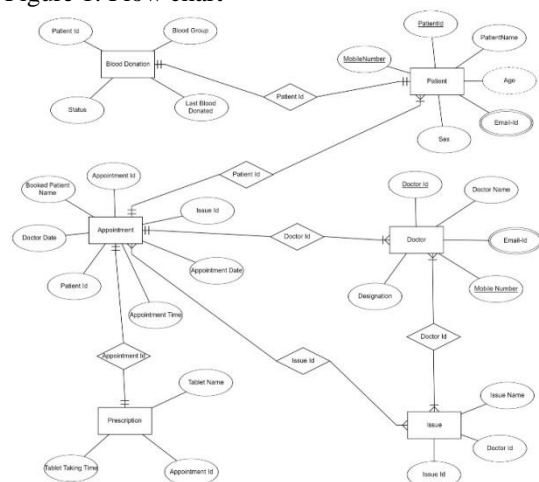 Figure 1. Flow chart
Patient Id
Blood Group
Blood Donation
Status
Last Blood
Donated
Patient Id
PatientId
PatientName
MobileNumber
Patient
Age
Email-Id
Sex
Patient Id
Booked Patient
Name
Appointment Id
Issue Id
Doctor Date
Appointment
Patient Id
Appointment Date
Appointment Time
Doctor Id
Doctor Id
Doctor Name
Doctor
Email-Id
Designation
Mobile Number
Appointment Id
Issue Id
Doctor Id
Tablet Name
Prescription
Tablet Taking Time
Appointment Id
Issue Name
Issue
Doctor Id
Issue Id